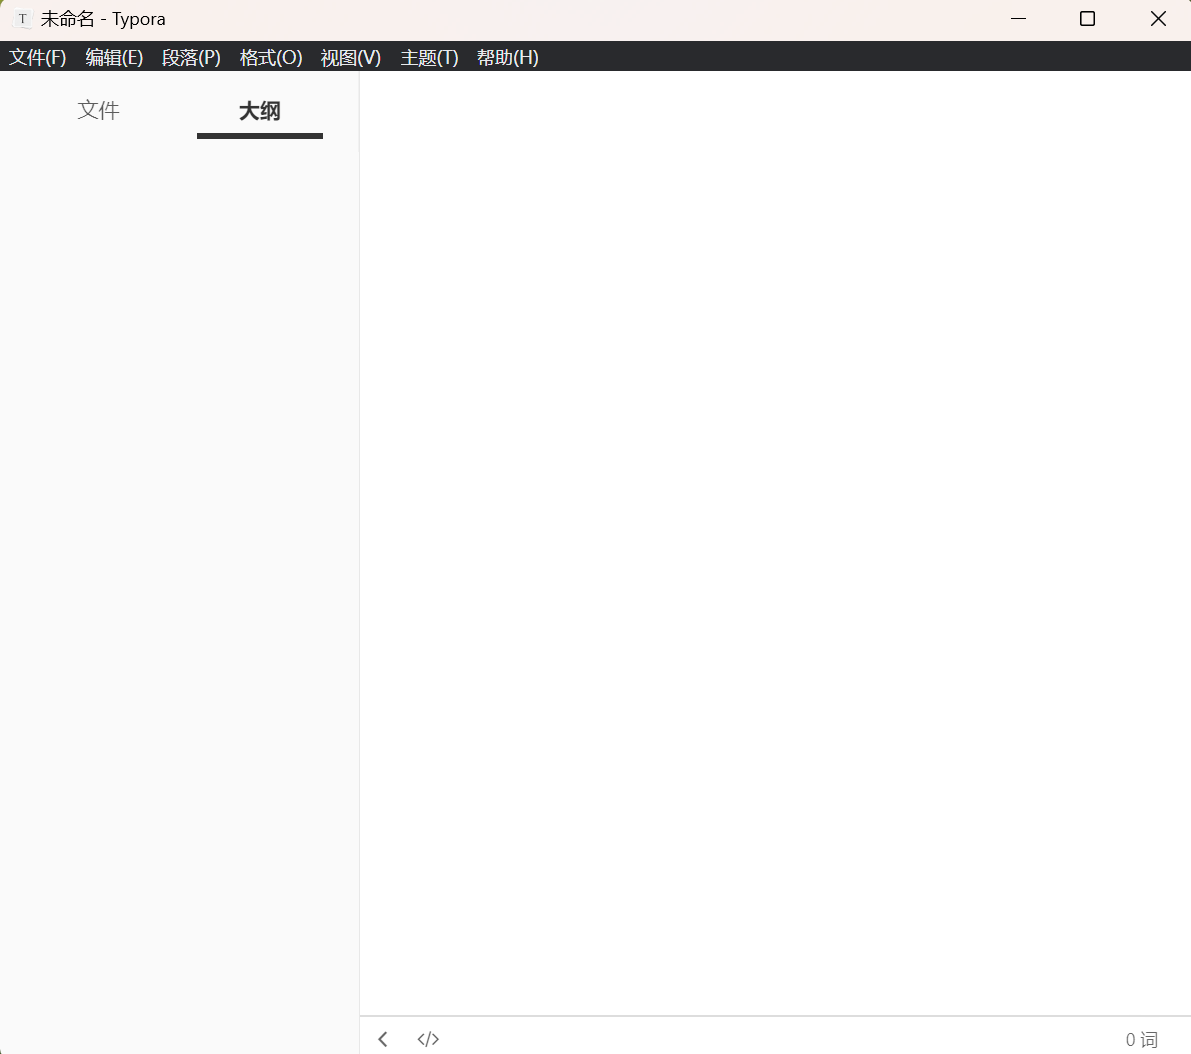 T 未命名 - Typora
文件(F) 编辑(E) 段落(P) 格式(O) 视图(V) 主题(T) 帮助(H)
文件 大纲
</> 0 词